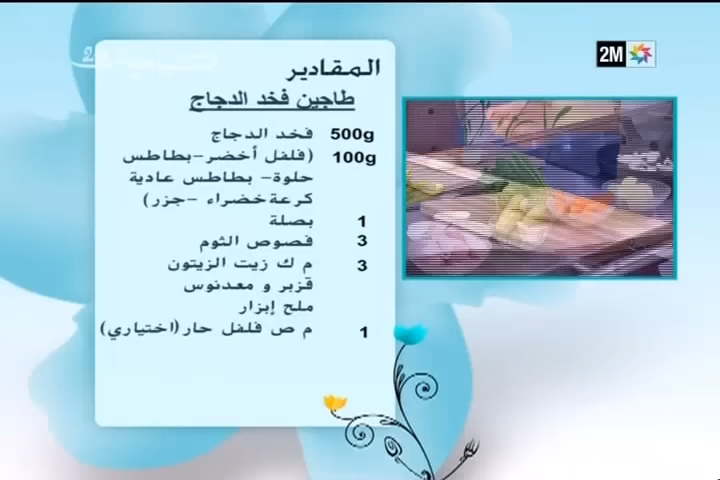 2M
المقادير
طاجين فخد الدجاج
500g فخد الدجاج
100g (فلفل أخضر-بطاطس
حلوة- بطاطس عادية
كرعة خضراء -جزر)
1 بصلة
3 فصوص الثوم
3 م ك زيت الزيتون
قزبر و معدنوس
ملح إبزار
1 م ص فلفل حار(اختياري)